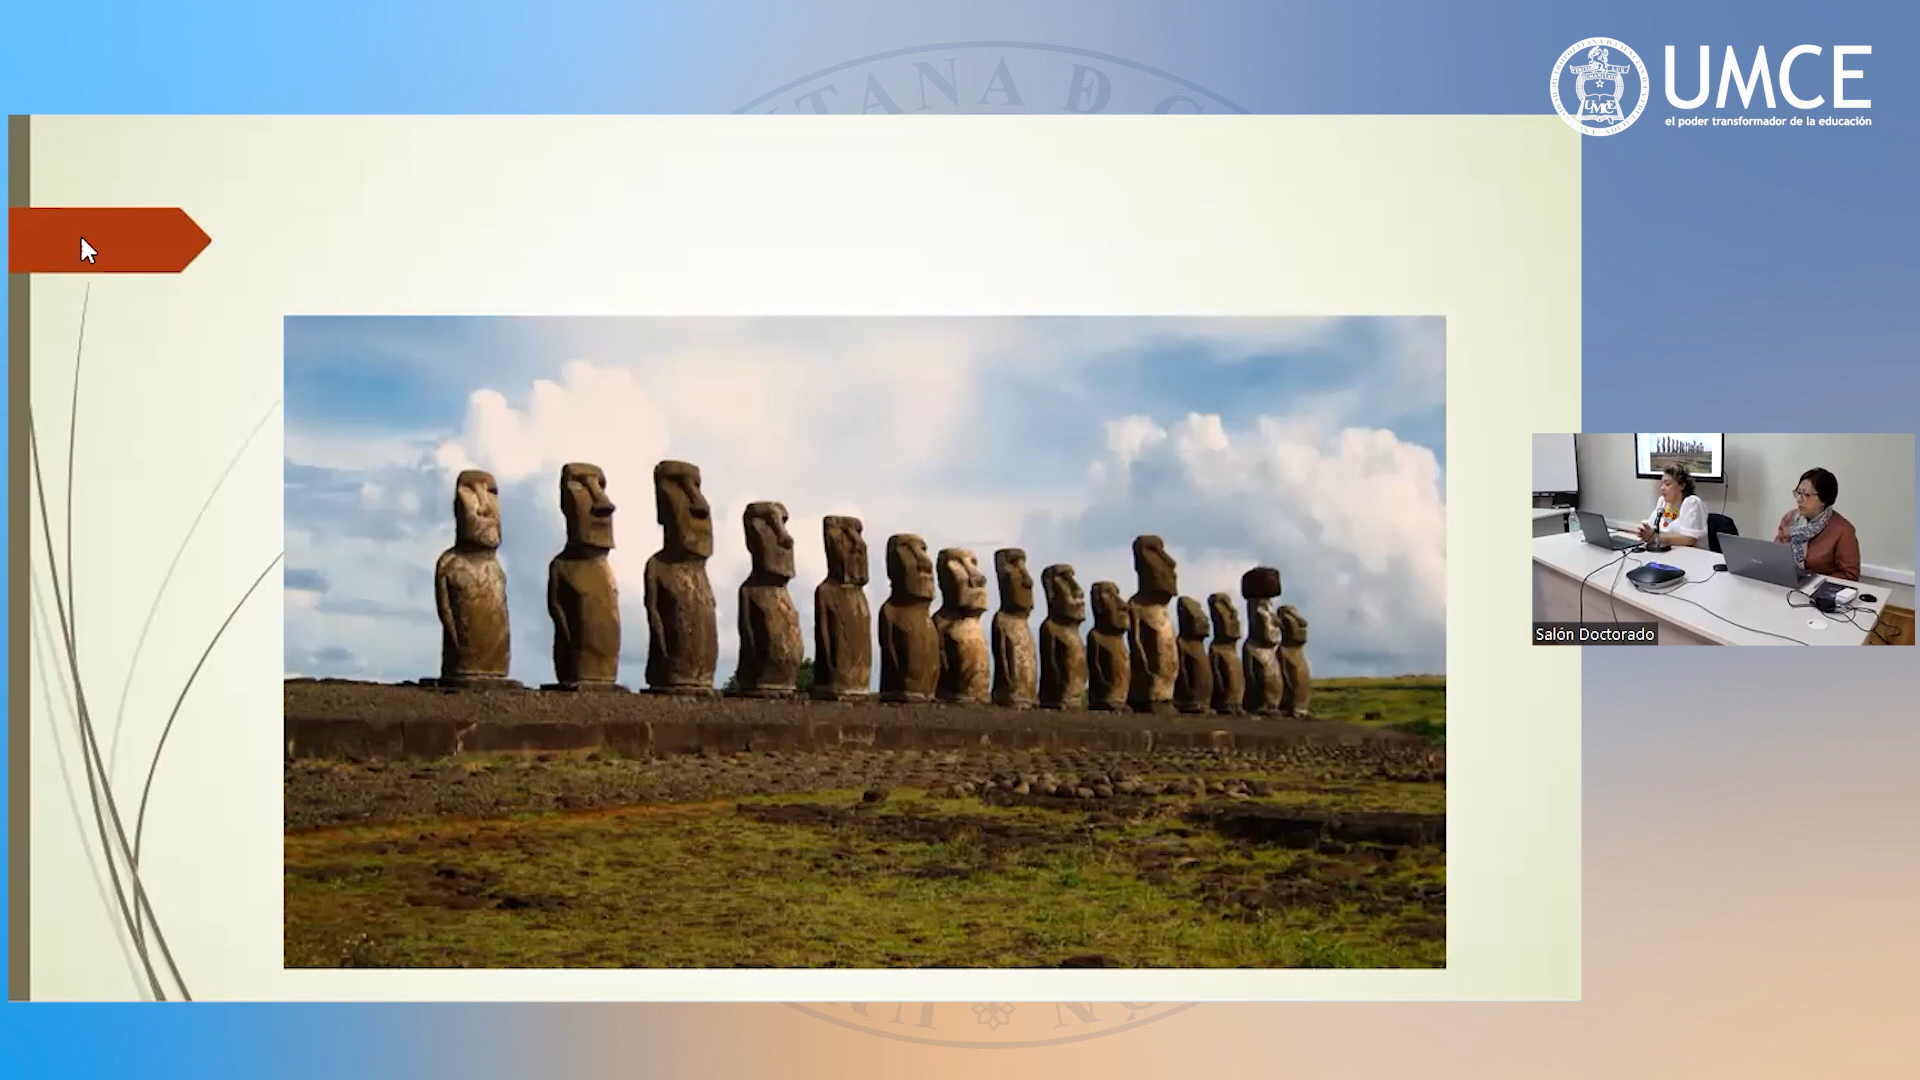 UMCE
el poder transformador de la educación
Salón Doctorado